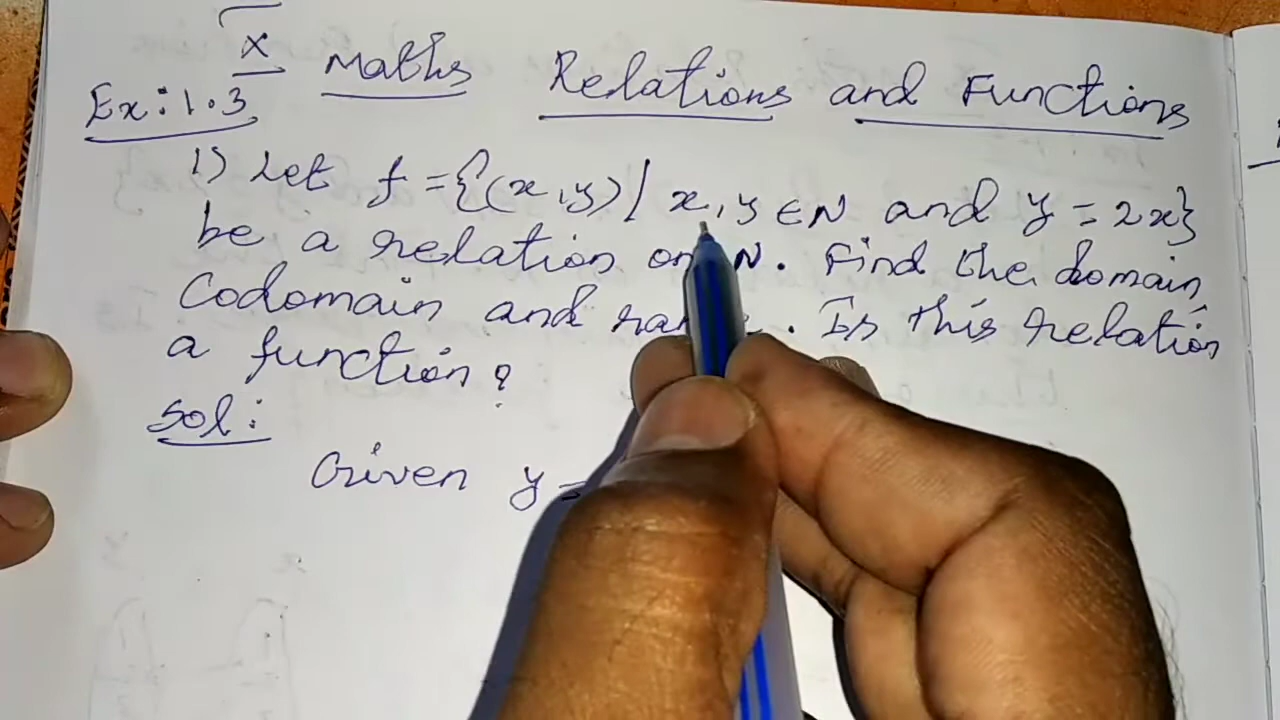 X Maths Relations and Functions
Ex: 1.3
1) Let f = {(x,y) / x,y ∈ N and y = 2x}
be a relation on N. Find the domain,
Codomain and . Is this relation
a function?
Sol:
Given y =